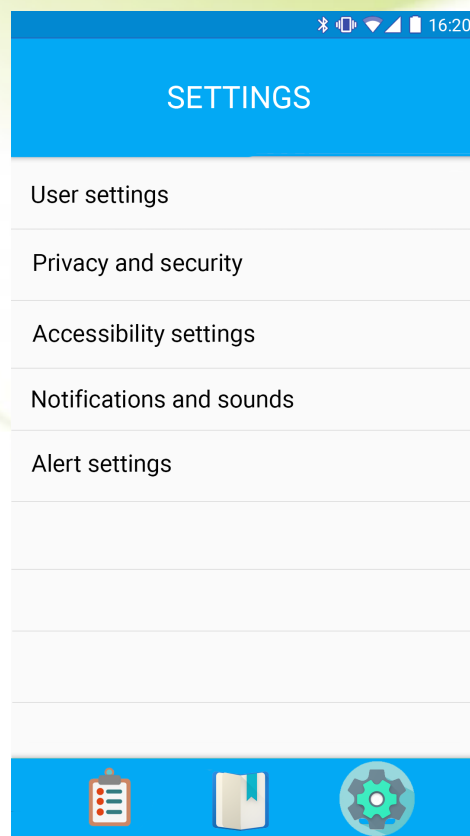 16:20
SETTINGS
User settings
Privacy and security
Accessibility settings
Notifications and sounds
Alert settings